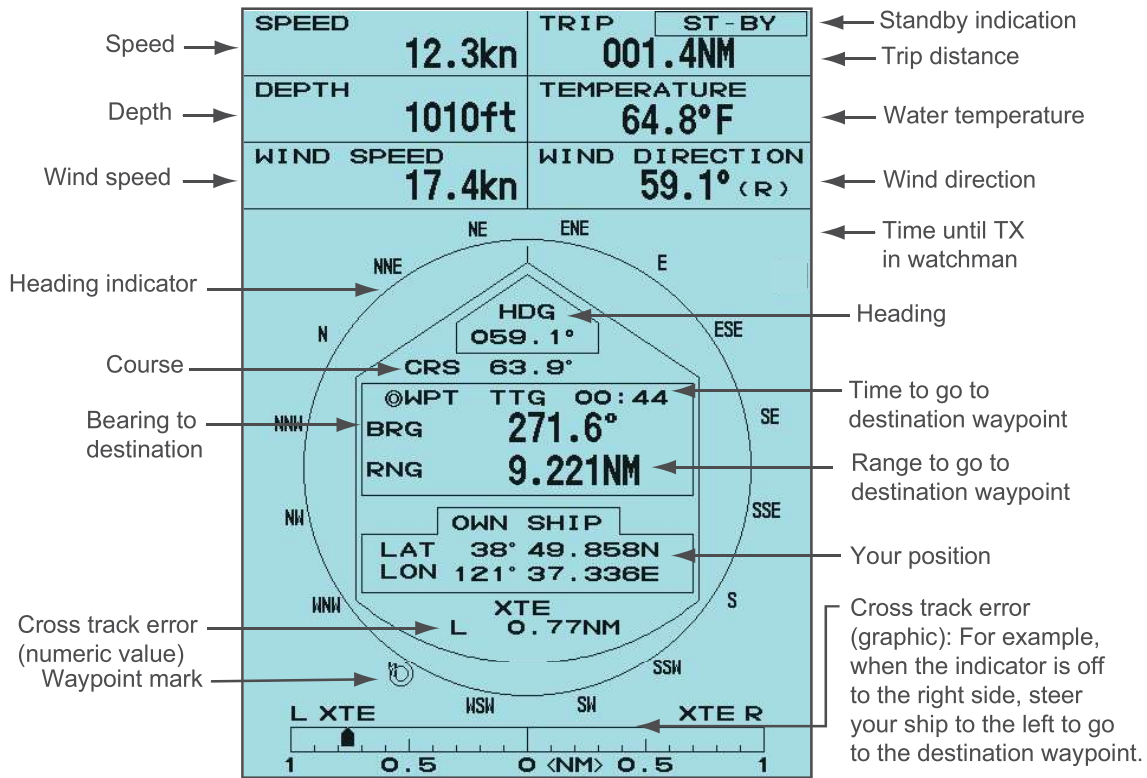 SPEED
12.3kn
TRIP
ST-BY
001.4NM
DEPTH
1010ft
TEMPERATURE
64.8°F
WIND SPEED
17.4kn
WIND DIRECTION
59.1° (R)
Speed
Depth
Wind speed
Standby indication
Trip distance
Water temperature
Wind direction
Time until TX
in watchman
NE
ENE
NNE
E
N
ESE
NNW
SE
NW
SSE
WNW
S
SSW
WSW
SW
Heading indicator
HDG
059.1°
Heading
Course
CRS 63.9°
WPT TTG 00:44
Time to go to
destination waypoint
Bearing to
destination
BRG 271.6°
RNG 9.221NM
Range to go to
destination waypoint
OWN SHIP
LAT 38° 49.858N
LON 121° 37.336E
Your position
XTE
L 0.77NM
Cross track error
(numeric value)
Waypoint mark
Cross track error
(graphic): For example,
when the indicator is off
to the right side, steer
your ship to the left to go
to the destination waypoint.
L XTE
XTE R
1 0.5 0 <NM> 0.5 1